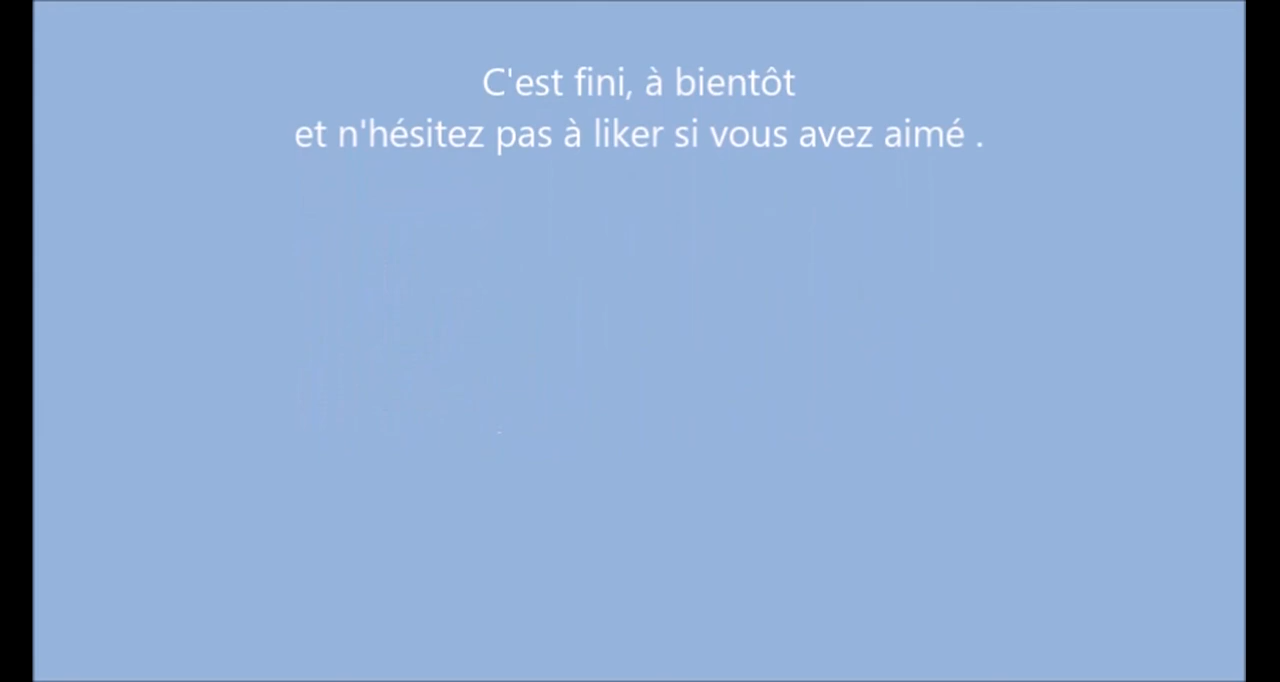 C'est fini, à bientôt
et n'hésitez pas à liker si vous avez aimé .